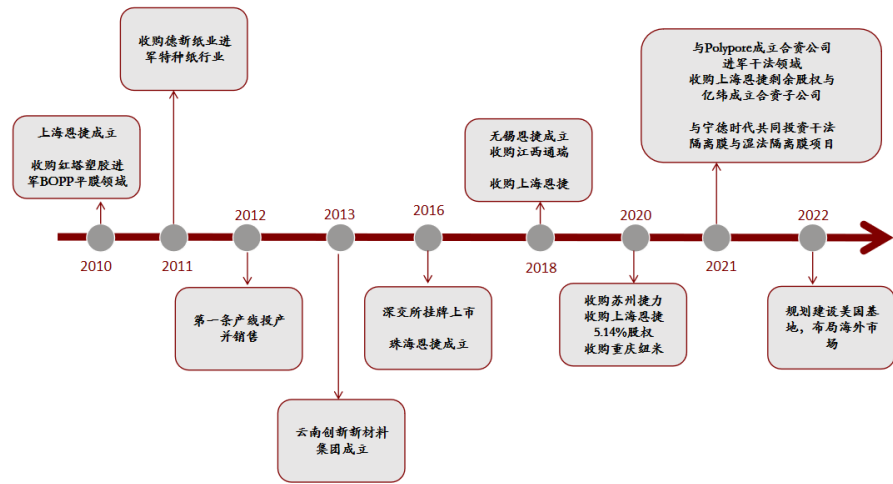 收购德新纸业进
军特种纸行业
与Polypore成立合资公司
进军干法领域
收购上海恩捷剩余股权与
亿纬成立合资子公司
与宁德时代共同投资干法
隔离膜与湿法隔离膜项目
上海恩捷成立
收购红塔塑胶进
军BOPP平膜领域
无锡恩捷成立
收购江西通瑞
收购上海恩捷
2010
2011
2012
2013
2016
2018
2020
2021
2022
第一条产线投产
并销售
深交所挂牌上市
珠海恩捷成立
收购苏州捷力
收购上海恩捷
5.14%股权
收购重庆纽米
规划建设美国基
地，布局海外市
场
云南创新新材料
集团成立